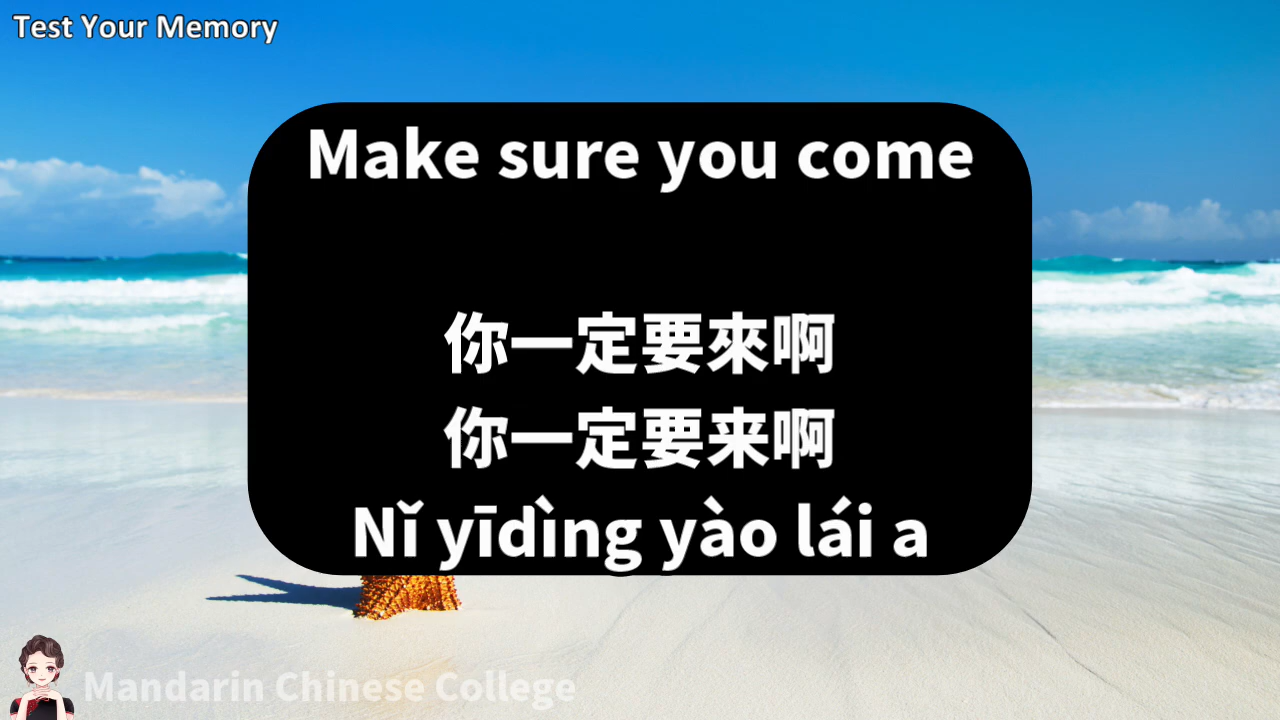 Test Your Memory
Make sure you come
你一定要來啊
你一定要来啊
Nǐ yīdìng yào lái a
Mandarin Chinese College